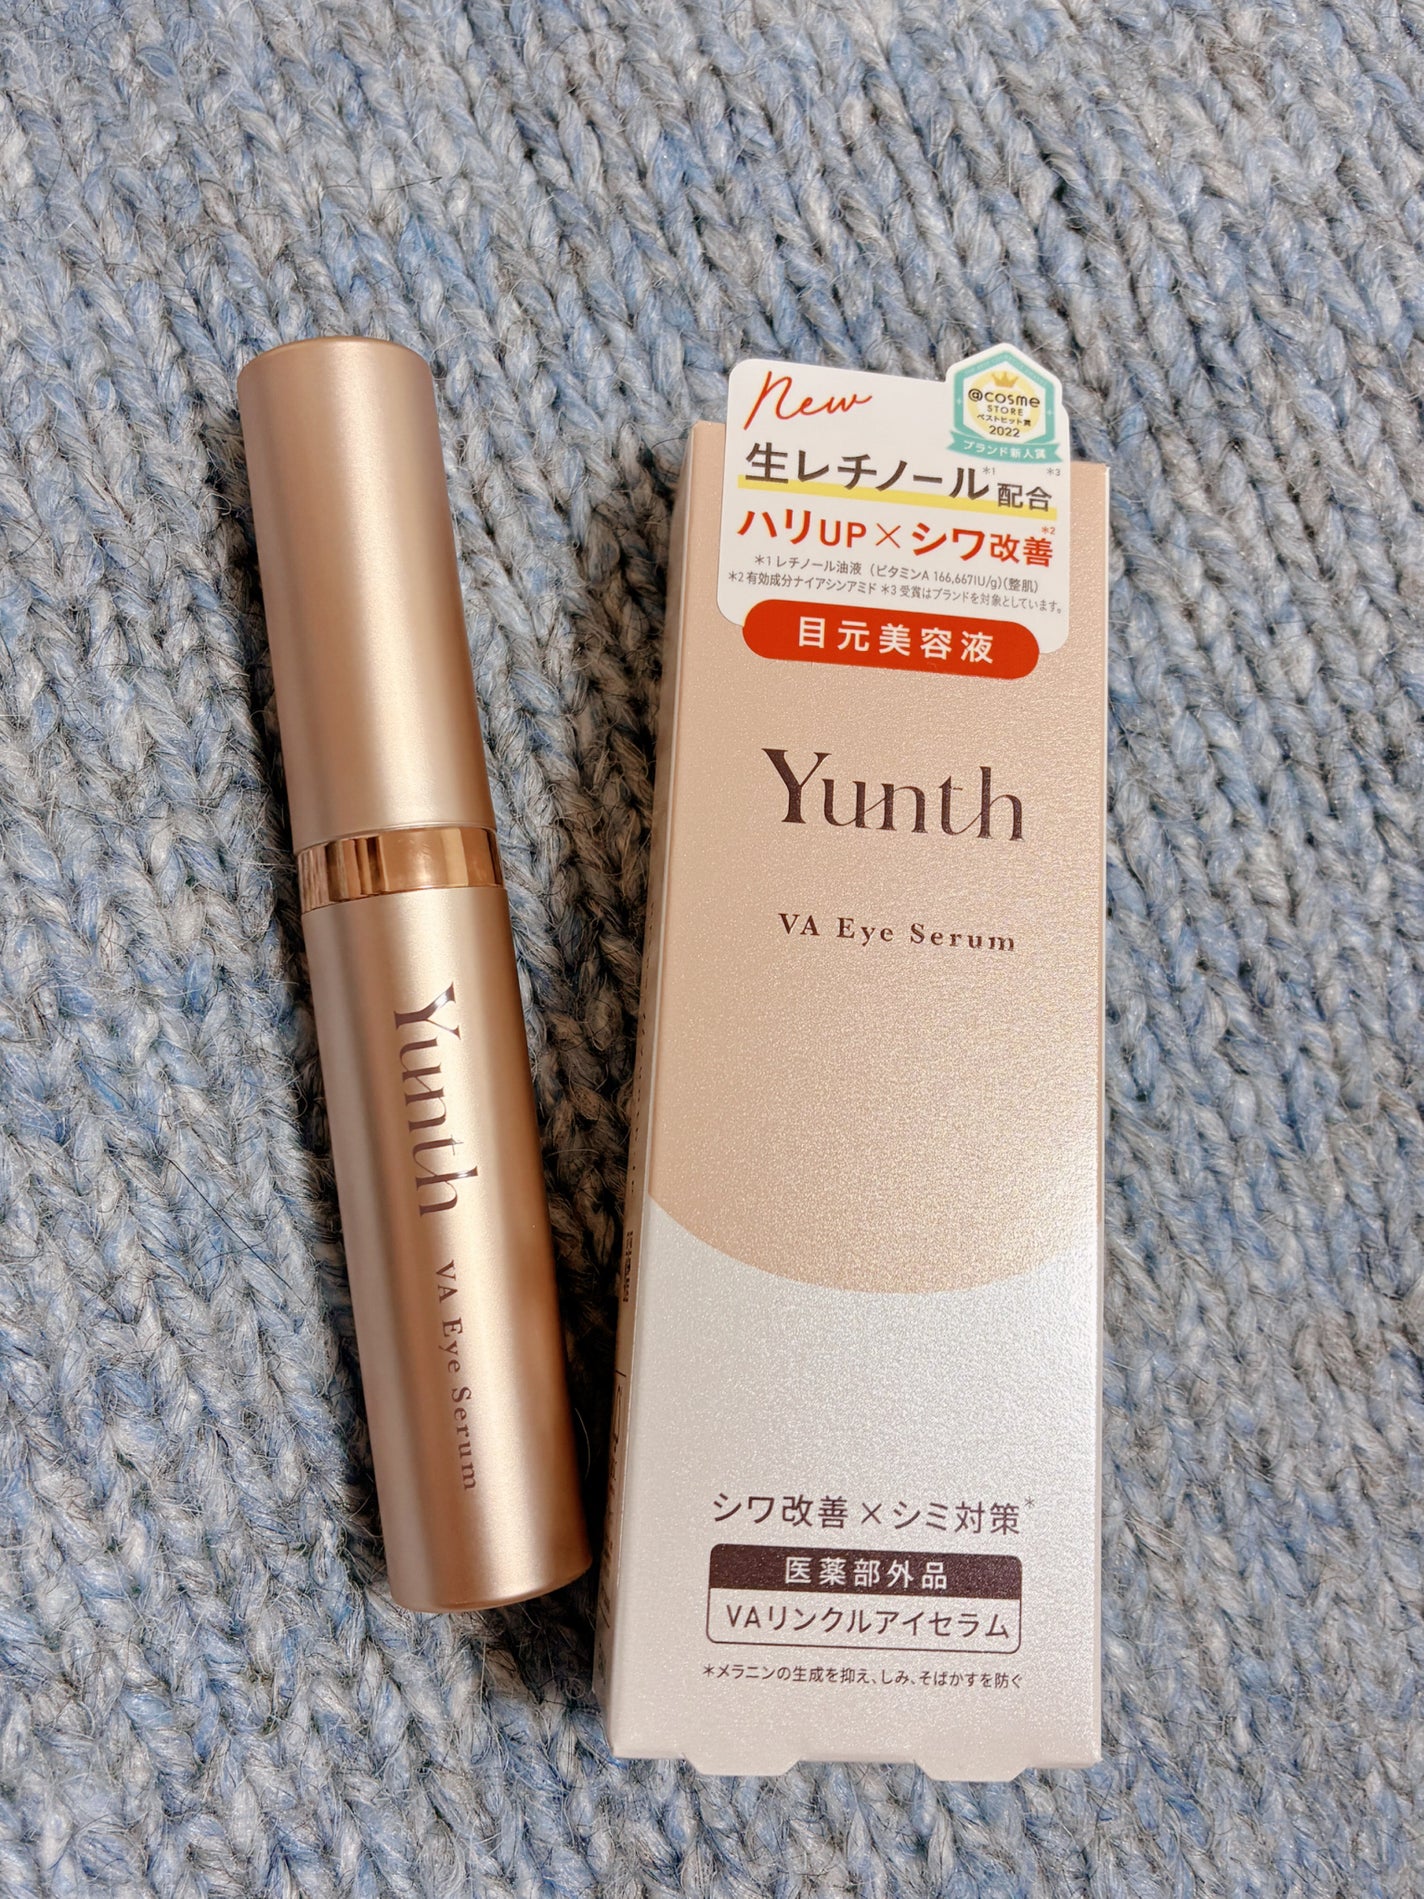 New
@cosme
STORE
ベストヒット賞
2022
ブランド新人賞
生レチノール*1配合*3
ハリUP×シワ改善*2
*1 レチノール油液（ビタミンA 166,667IU/g）（整肌）
*2 有効成分ナイアシンアミド *3 受賞はブランドを対象としています。
目元美容液
Yunth
VA Eye Serum
シワ改善×シミ対策*
医薬部外品
VAリンクルアイセラム
*メラニンの生成を抑え、しみ、そばかすを防ぐ
Yunth VA Eye Serum